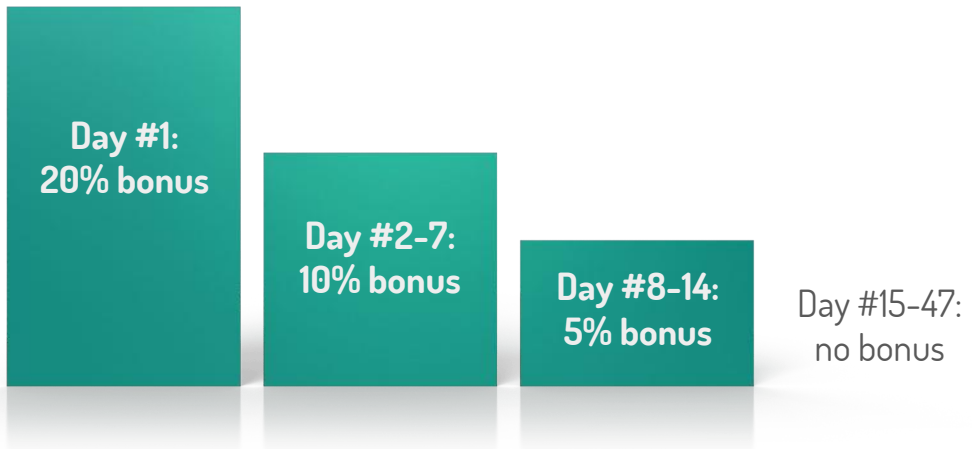 Day #1:
20% bonus
Day #2-7:
10% bonus
Day #8-14:
5% bonus
Day #15-47:
no bonus